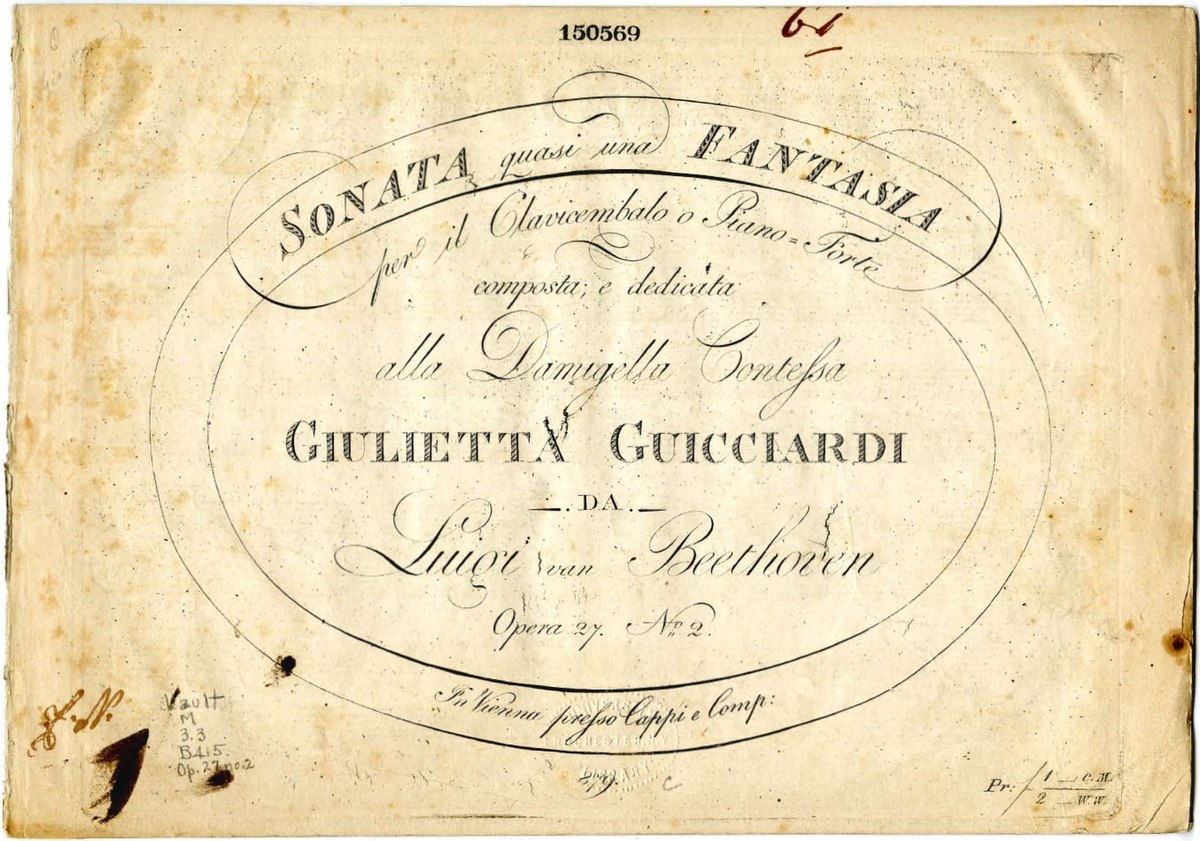 150569
SONATA quasi una FANTASIA
per il Clavicembalo o Piano=Forte
composta; e dedicata
alla Damigella Contessa
GIULIETTA GUICCIARDI
— . DA . —
Luigi van Beethoven
Opera 27. No 2.
In Vienna presso Cappi e Comp:
879.
Vault
M
3.3
B415
Op.27 no.2
C
Pr: 1 — c.M.
2 — W.W.